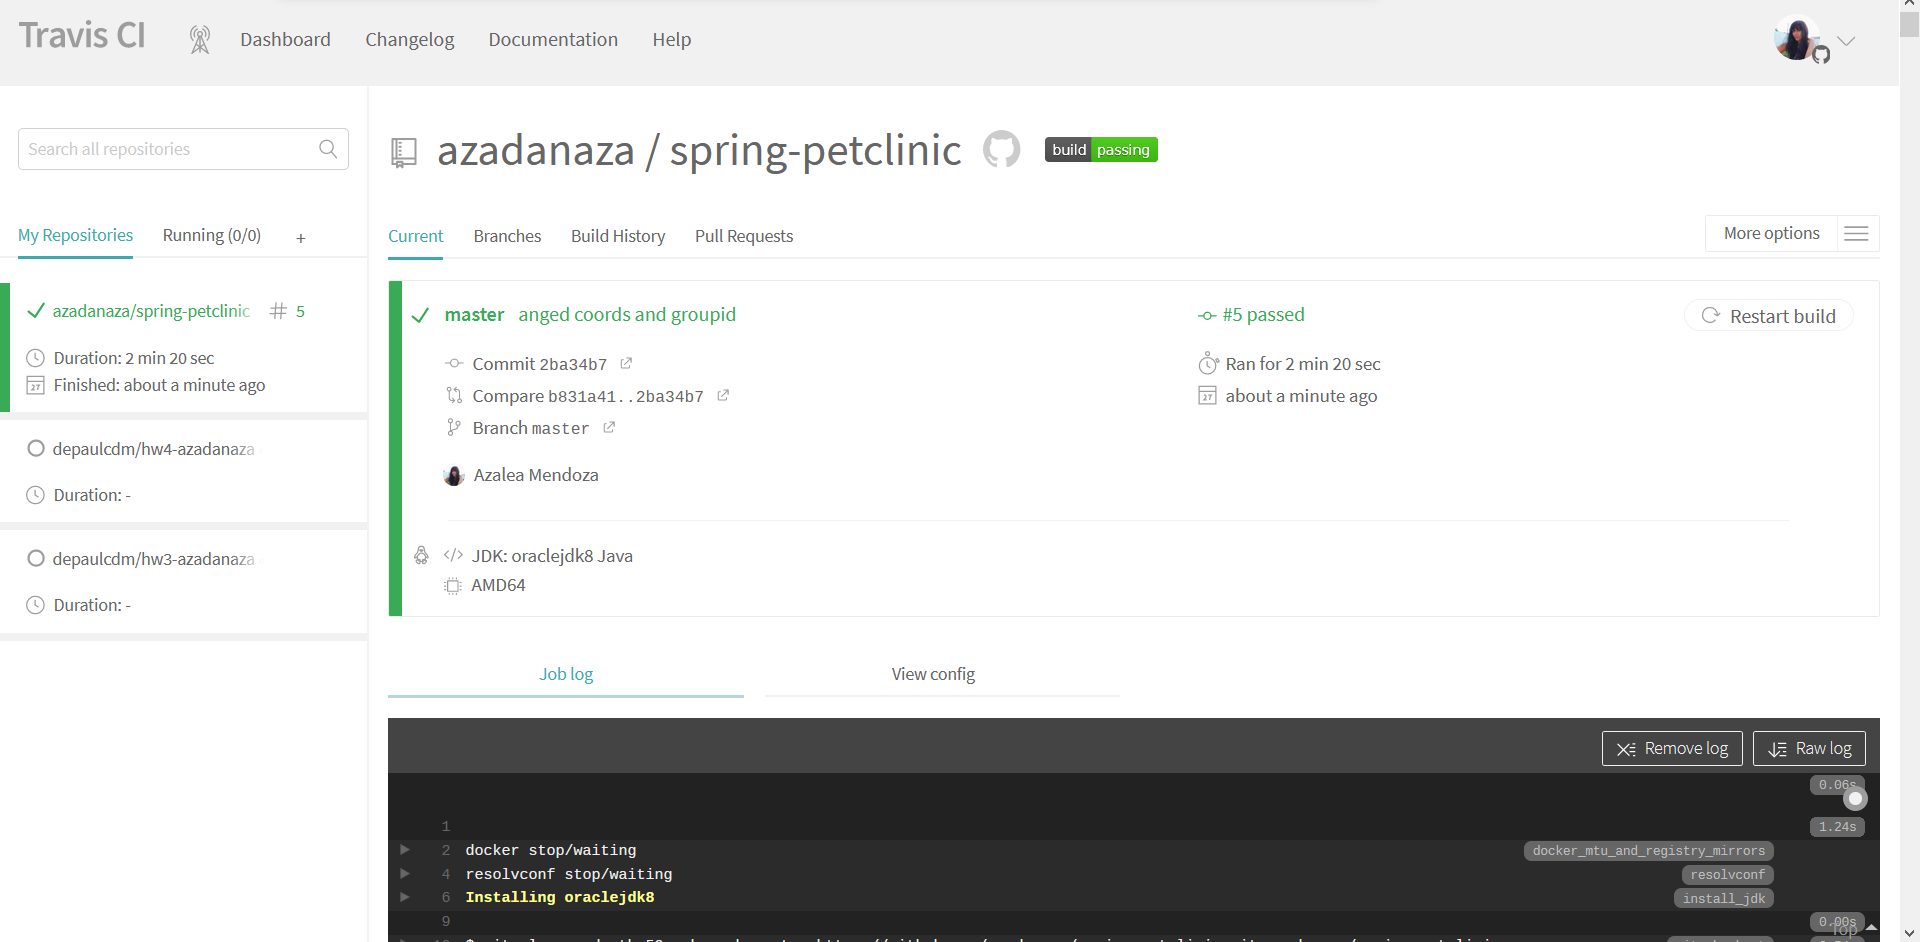 Travis CI
Dashboard
Changelog
Documentation
Help
Search all repositories
My Repositories
Running (0/0)
+
azadanaza/spring-petclinic
# 5
Duration: 2 min 20 sec
27
Finished: about a minute ago
depaulcdm/hw4-azadanaza
Duration: -
depaulcdm/hw3-azadanaza
Duration: -
azadanaza / spring-petclinic
build passing
Current
Branches
Build History
Pull Requests
More options
master anged coords and groupid
Commit 2ba34b7
Compare b831a41..2ba34b7
Branch master
Azalea Mendoza
#5 passed
Ran for 2 min 20 sec
27
about a minute ago
Restart build
</> JDK: oraclejdk8 Java
AMD64
Job log
View config
Remove log
Raw log
0.06s
1
1.24s
2 docker stop/waiting
docker_mtu_and_registry_mirrors
4 resolvconf stop/waiting
resolvconf
6 Installing oraclejdk8
install_jdk
9
0.00s
Top